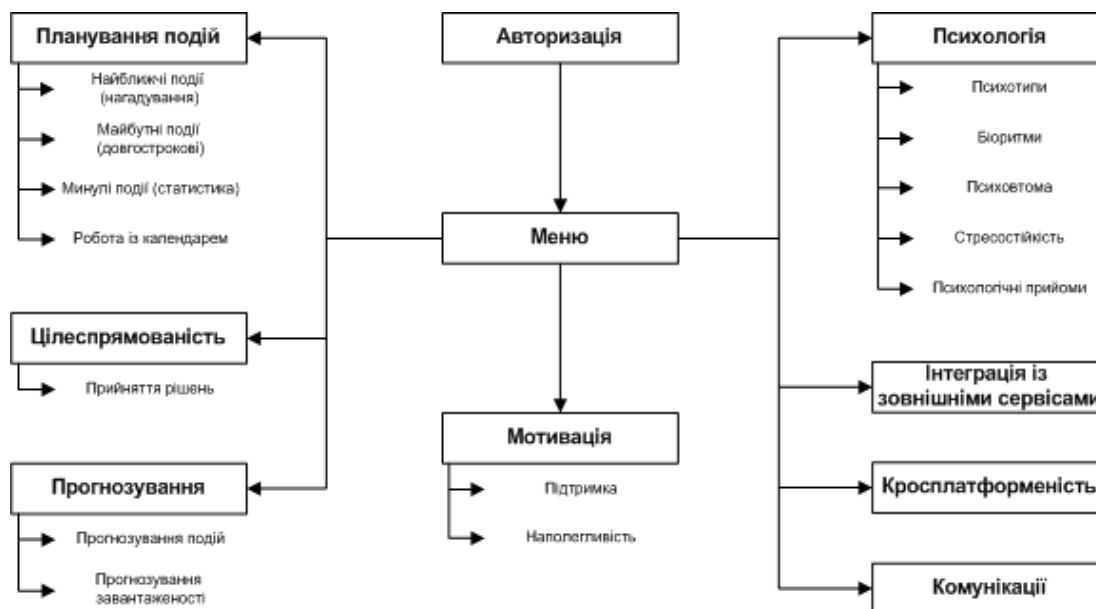 Планування подій
Найближчі події
(нагадування)
Майбутні події
(довгострокові)
Минулі події (статистика)
Робота із календарем
Цілеспрямованість
Прийняття рішень
Прогнозування
Прогнозування подій
Прогнозування
завантаженості
Авторизація
Меню
Мотивація
Підтримка
Наполегливість
Психологія
Психотипи
Біоритми
Психовтома
Стресостійкість
Психологічні прийоми
Інтеграція із
зовнішніми сервісами
Кросплатформеність
Комунікації